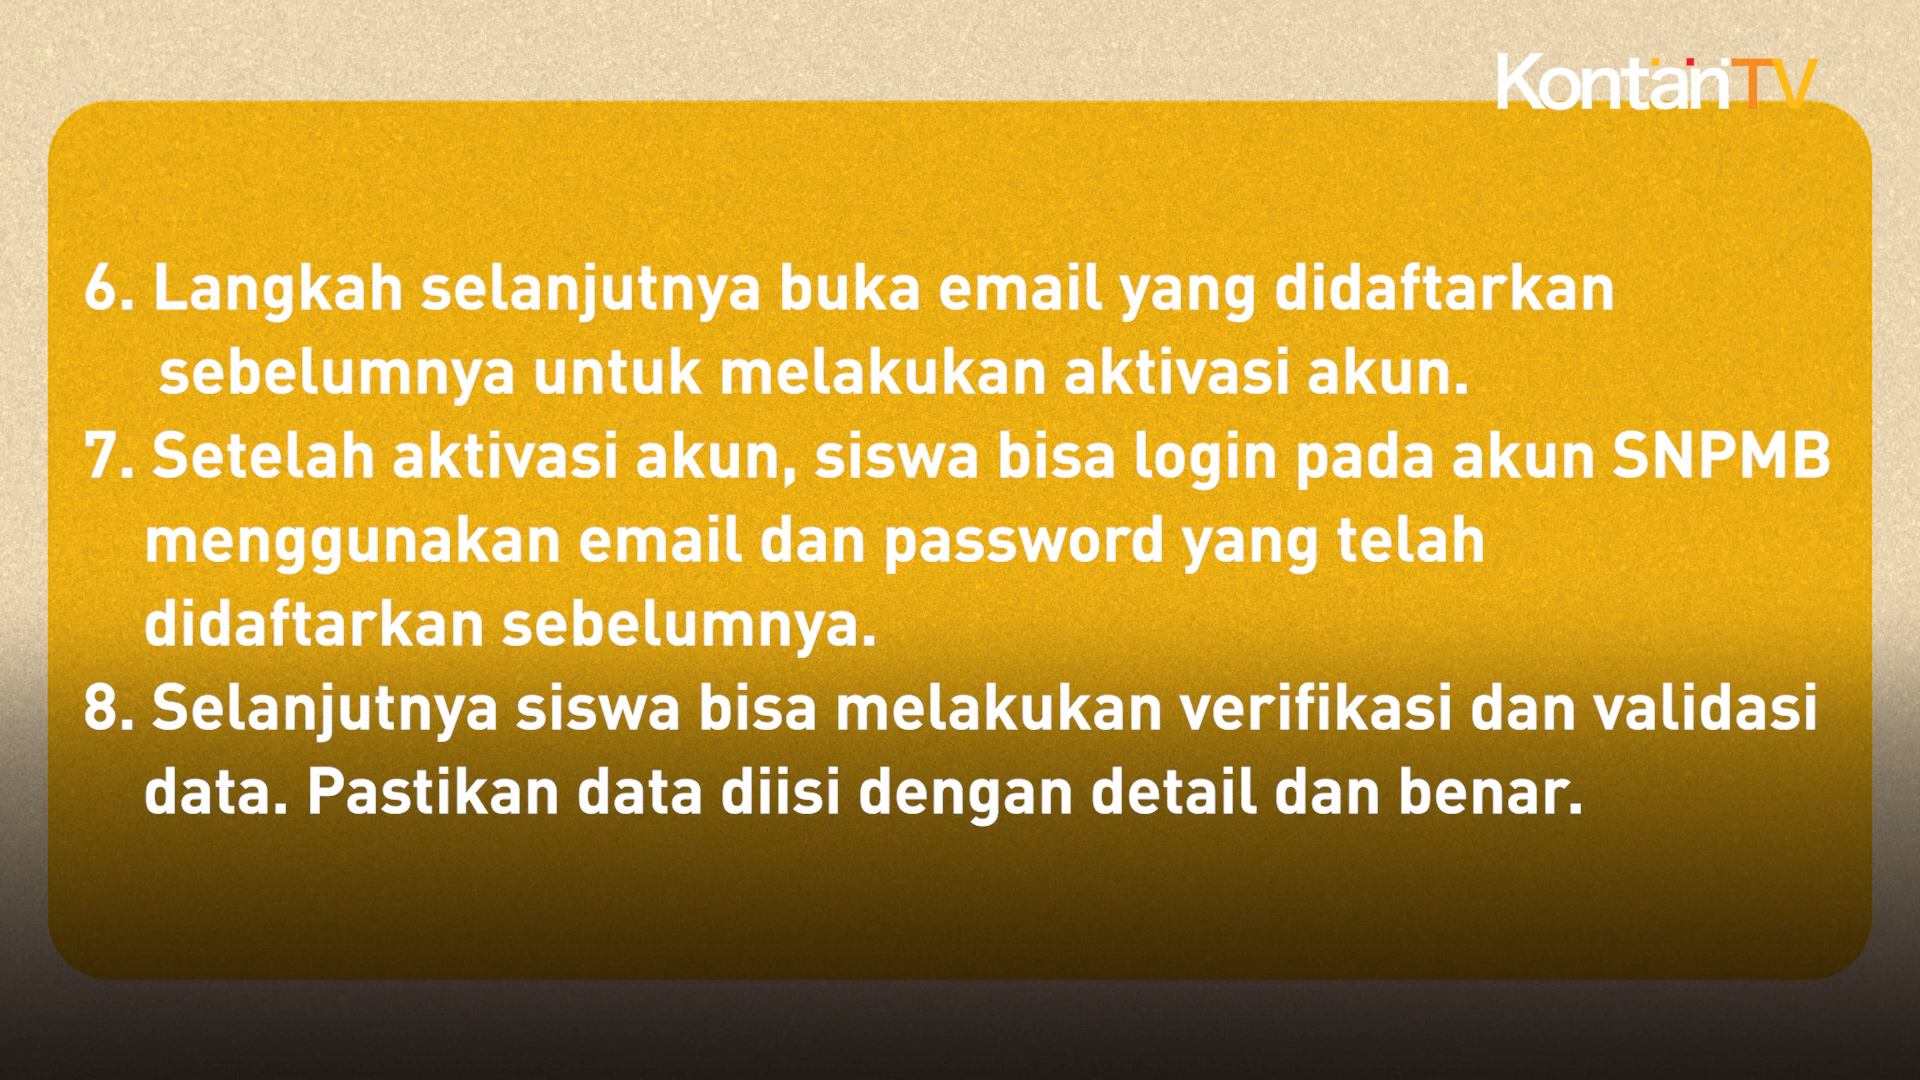 KontanTV
6. Langkah selanjutnya buka email yang didaftarkan
sebelumnya untuk melakukan aktivasi akun.
7. Setelah aktivasi akun, siswa bisa login pada akun SNPMB
menggunakan email dan password yang telah
didaftarkan sebelumnya.
8. Selanjutnya siswa bisa melakukan verifikasi dan validasi
data. Pastikan data diisi dengan detail dan benar.